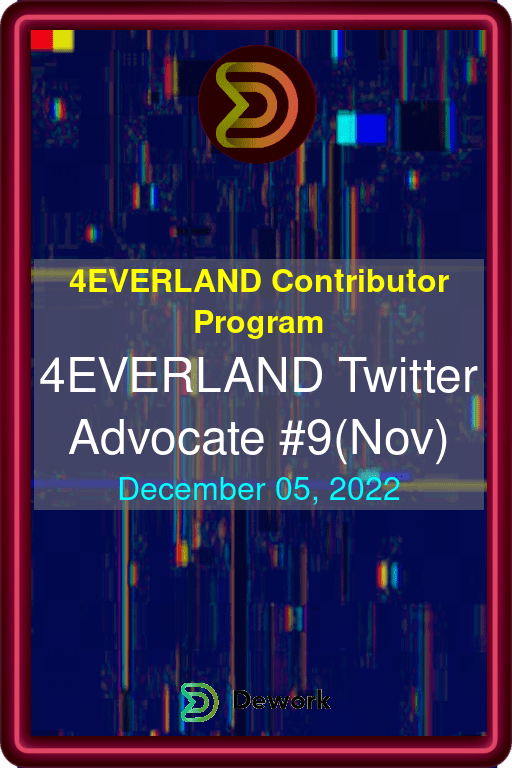 4EVERLAND Contributor
Program
4EVERLAND Twitter
Advocate #9(Nov)
December 05, 2022
Dework